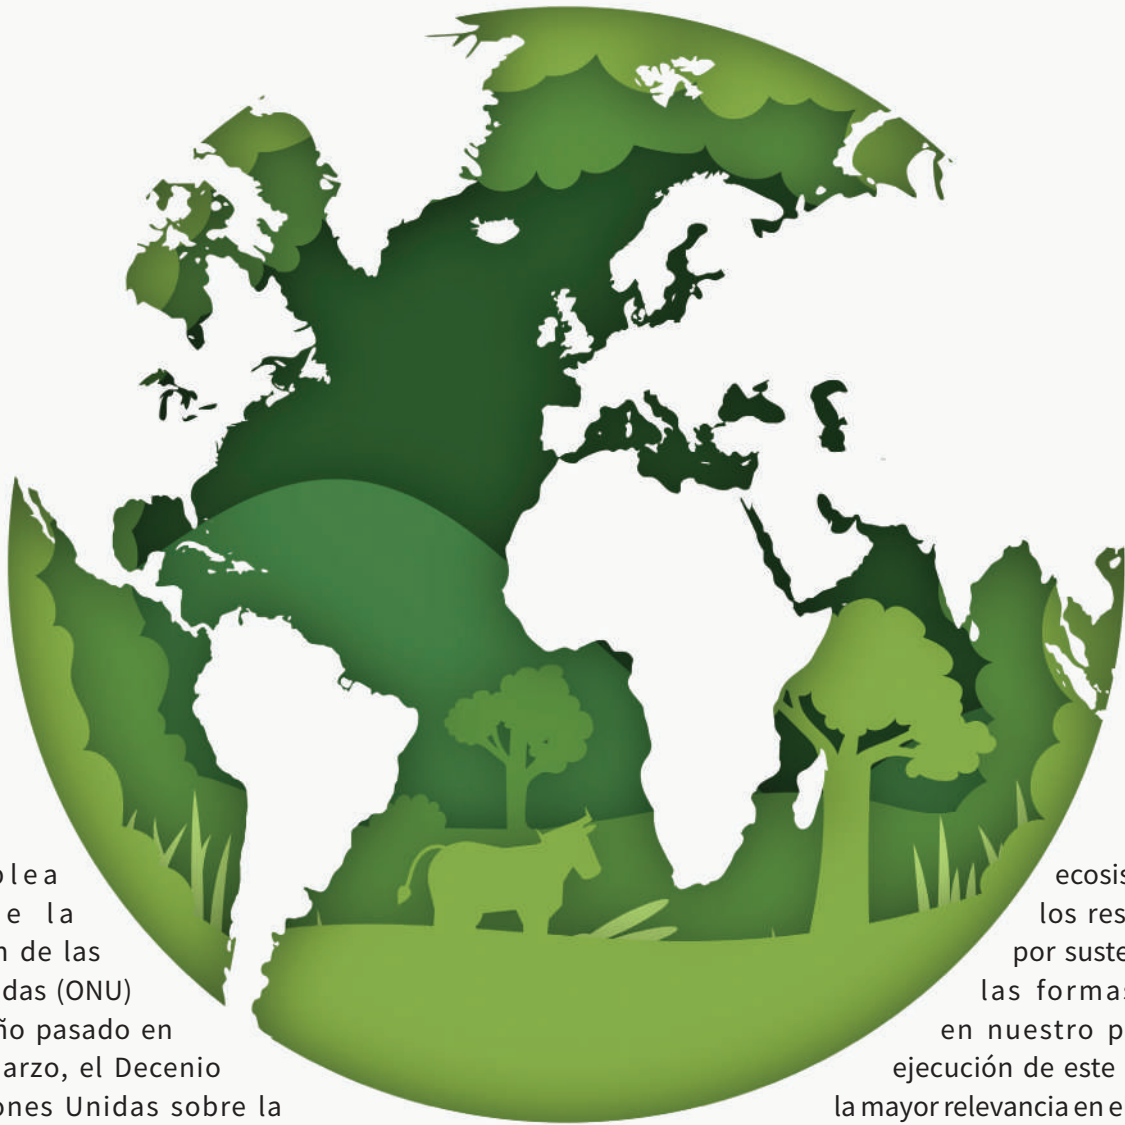 blea
e la
n de las
das (ONU)
ño pasado en
arzo, el Decenio
ones Unidas sobre la
ecosis
los res
por suste
las formas
en nuestro p
ejecución de este
la mayor relevancia en e